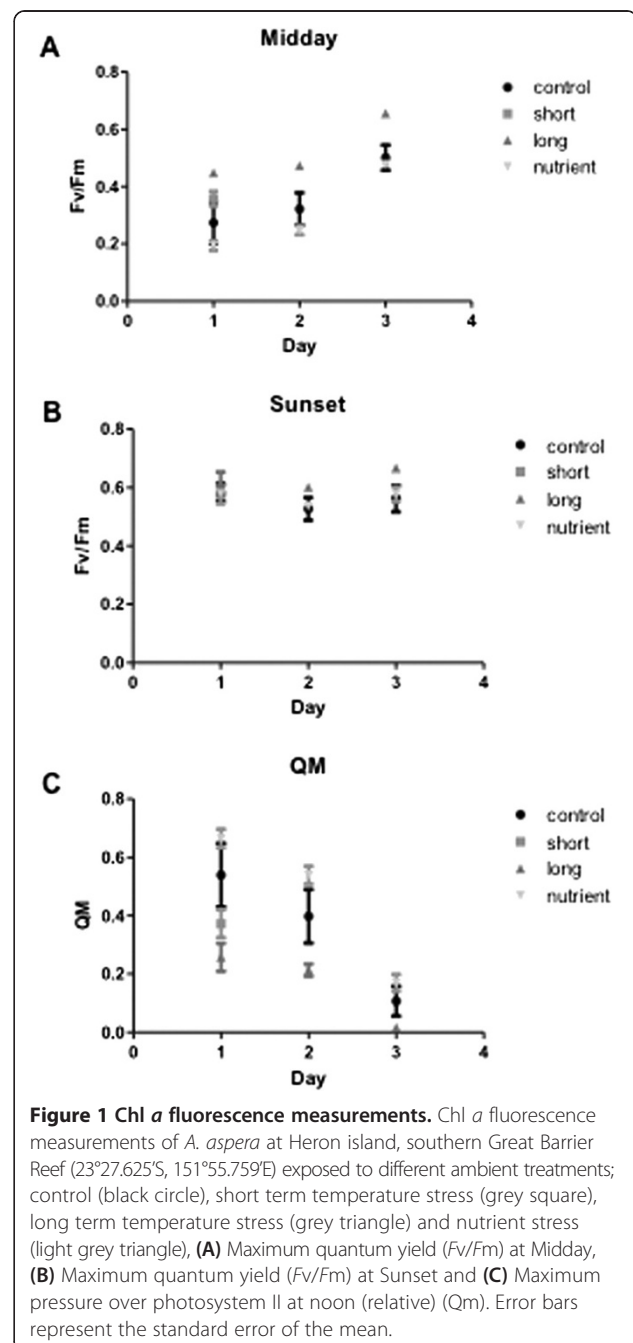 A
Midday
0.8
0.6
0.4
0.2
0.0
Fv/Fm
0 1 2 3 4
Day
control
short
long
nutrient
B
Sunset
0.8
0.6
0.4
0.2
0.0
Fv/Fm
0 1 2 3 4
Day
control
short
long
nutrient
C
QM
0.8
0.6
0.4
0.2
0.0
QM
0 1 2 3 4
Day
control
short
long
nutrient
Figure 1 Chl a fluorescence measurements. Chl a fluorescence
measurements of A. aspera at Heron island, southern Great Barrier
Reef (23°27.625′S, 151°55.759′E) exposed to different ambient treatments;
control (black circle), short term temperature stress (grey square),
long term temperature stress (grey triangle) and nutrient stress
(light grey triangle), (A) Maximum quantum yield (Fv/Fm) at Midday,
(B) Maximum quantum yield (Fv/Fm) at Sunset and (C) Maximum
pressure over photosystem II at noon (relative) (Qm). Error bars
represent the standard error of the mean.